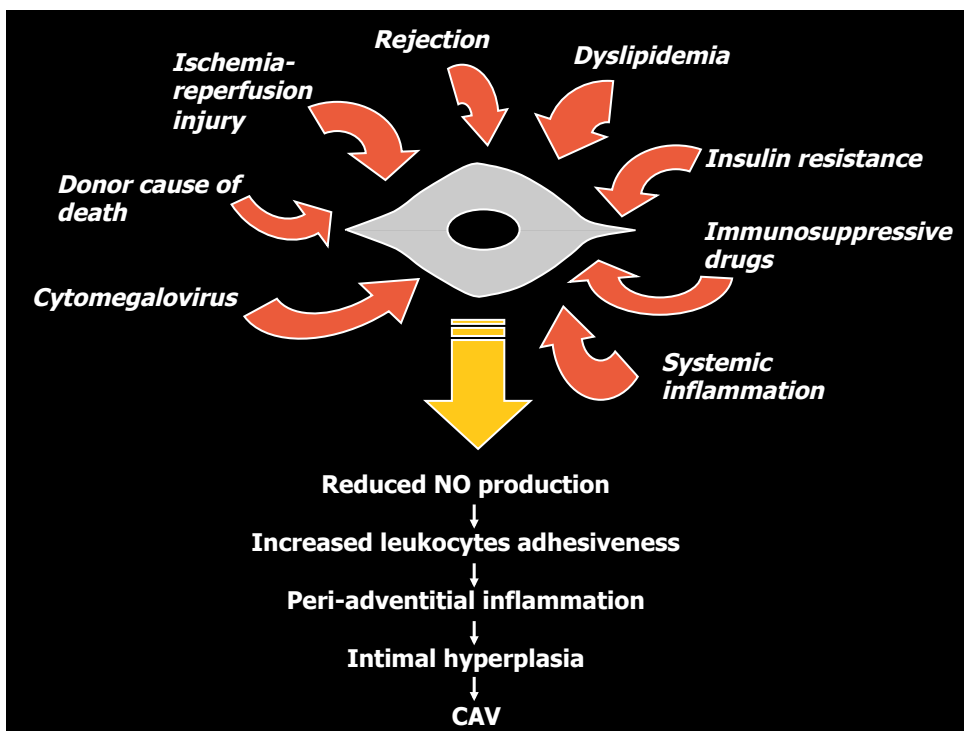 Rejection
Dyslipidemia
Ischemia-
reperfusion
injury
Insulin resistance
Donor cause of
death
Immunosuppressive
drugs
Cytomegalovirus
Systemic
inflammation
Reduced NO production
Increased leukocytes adhesiveness
Peri-adventitial inflammation
Intimal hyperplasia
CAV